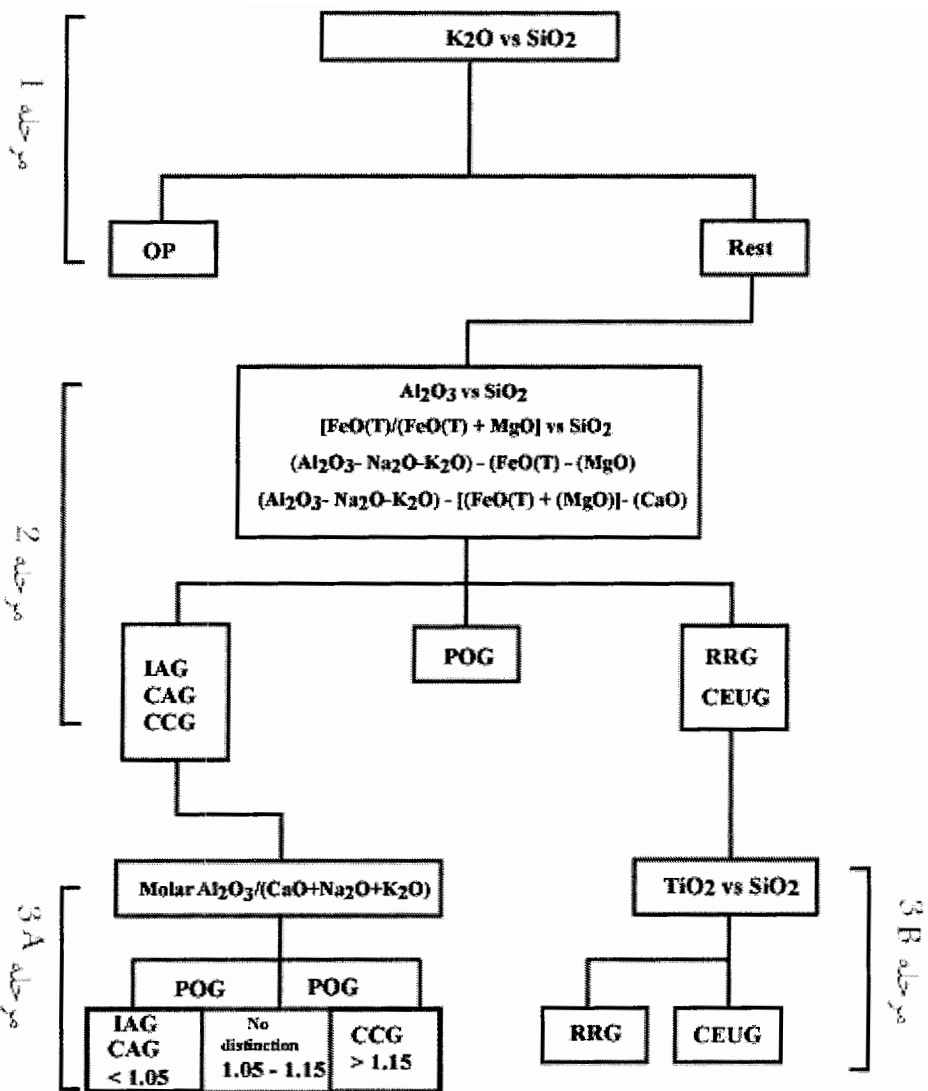 مرحله 1
K2O vs SiO2
OP
Rest
مرحله 2
Al2O3 vs SiO2
[FeO(T)/(FeO(T) + MgO] vs SiO2
(Al2O3- Na2O-K2O) - (FeO(T) - (MgO)
(Al2O3- Na2O-K2O) - [(FeO(T) + (MgO)]- (CaO)
IAG
CAG
CCG
POG
RRG
CEUG
مرحله 3A
Molar Al2O3/(CaO+Na2O+K2O)
POG
POG
IAG
CAG
< 1.05
No
distinction
1.05 - 1.15
CCG
> 1.15
مرحله 3B
TiO2 vs SiO2
RRG
CEUG